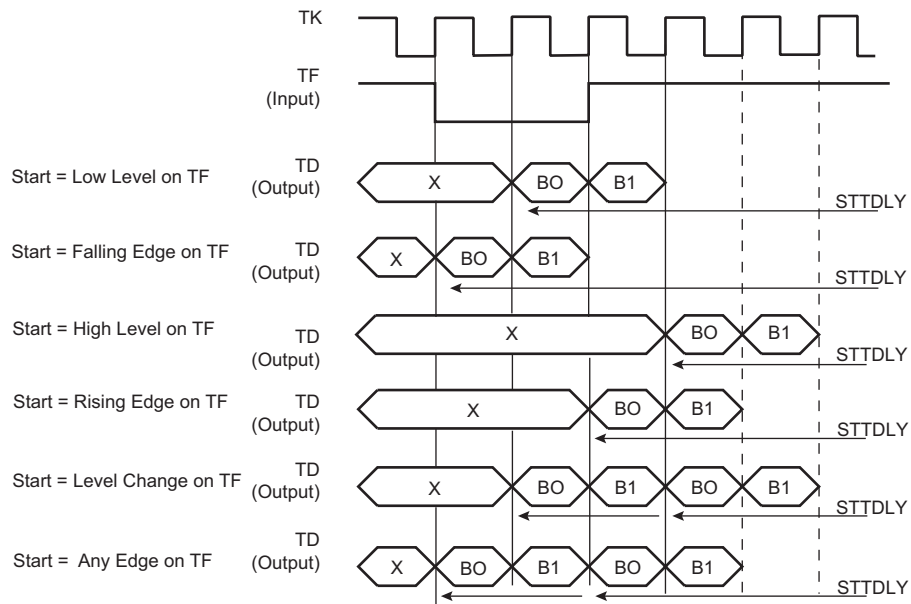 TK
TF
(Input)
Start = Low Level on TF
TD
(Output)
X
BO
B1
STTDLY
Start = Falling Edge on TF
TD
(Output)
X
BO
B1
STTDLY
Start = High Level on TF
TD
(Output)
X
BO
B1
STTDLY
Start = Rising Edge on TF
TD
(Output)
X
BO
B1
STTDLY
Start = Level Change on TF
TD
(Output)
X
BO
B1
BO
B1
STTDLY
Start = Any Edge on TF
TD
(Output)
X
BO
B1
BO
B1
STTDLY